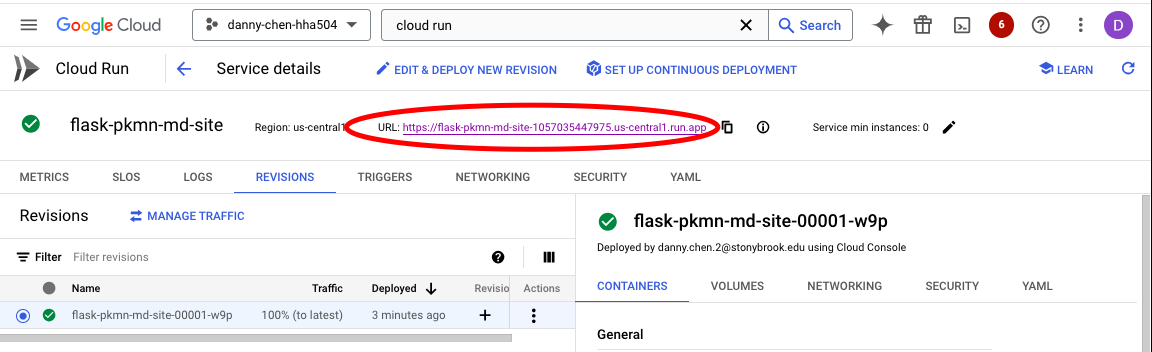 Google Cloud danny-chen-hha504 cloud run Search 6 D
Cloud Run Service details EDIT & DEPLOY NEW REVISION SET UP CONTINUOUS DEPLOYMENT LEARN
flask-pkmn-md-site Region: us-central1 URL: https://flask-pkmn-md-site-1057035447975.us-central1.run.app Service min instances: 0
METRICS SLOS LOGS REVISIONS TRIGGERS NETWORKING SECURITY YAML
Revisions MANAGE TRAFFIC
Filter Filter revisions
Name Traffic Deployed Revisio Actions
flask-pkmn-md-site-00001-w9p 100% (to latest) 3 minutes ago
flask-pkmn-md-site-00001-w9p
Deployed by danny.chen.2@stonybrook.edu using Cloud Console
CONTAINERS VOLUMES NETWORKING SECURITY YAML
General